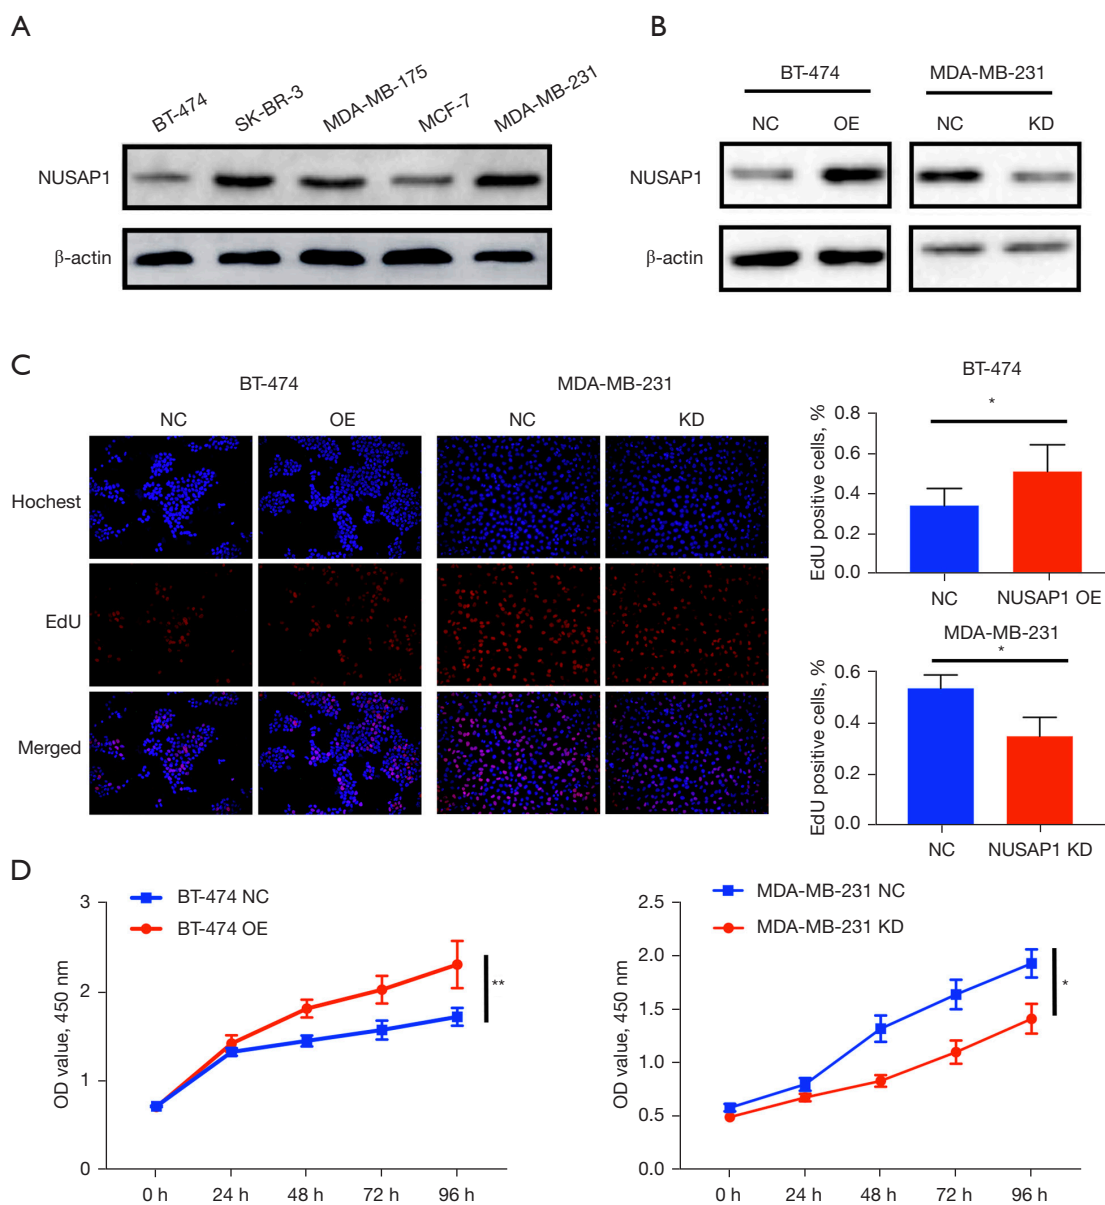 A
BT-474
SK-BR-3
MDA-MB-175
MCF-7
MDA-MB-231
NUSAP1
β-actin
B
BT-474
MDA-MB-231
NC
OE
NC
KD
NUSAP1
β-actin
C
BT-474
MDA-MB-231
NC
OE
NC
KD
Hochest
EdU
Merged
BT-474
*
EdU positive cells, %
0.8
0.6
0.4
0.2
0.0
NC
NUSAP1 OE
MDA-MB-231
*
EdU positive cells, %
0.6
0.4
0.2
0.0
NC
NUSAP1 KD
D
BT-474 NC
BT-474 OE
OD value, 450 nm
3
2
1
0
**
0 h
24 h
48 h
72 h
96 h
MDA-MB-231 NC
MDA-MB-231 KD
OD value, 450 nm
2.5
2.0
1.5
1.0
0.5
0.0
*
0 h
24 h
48 h
72 h
96 h